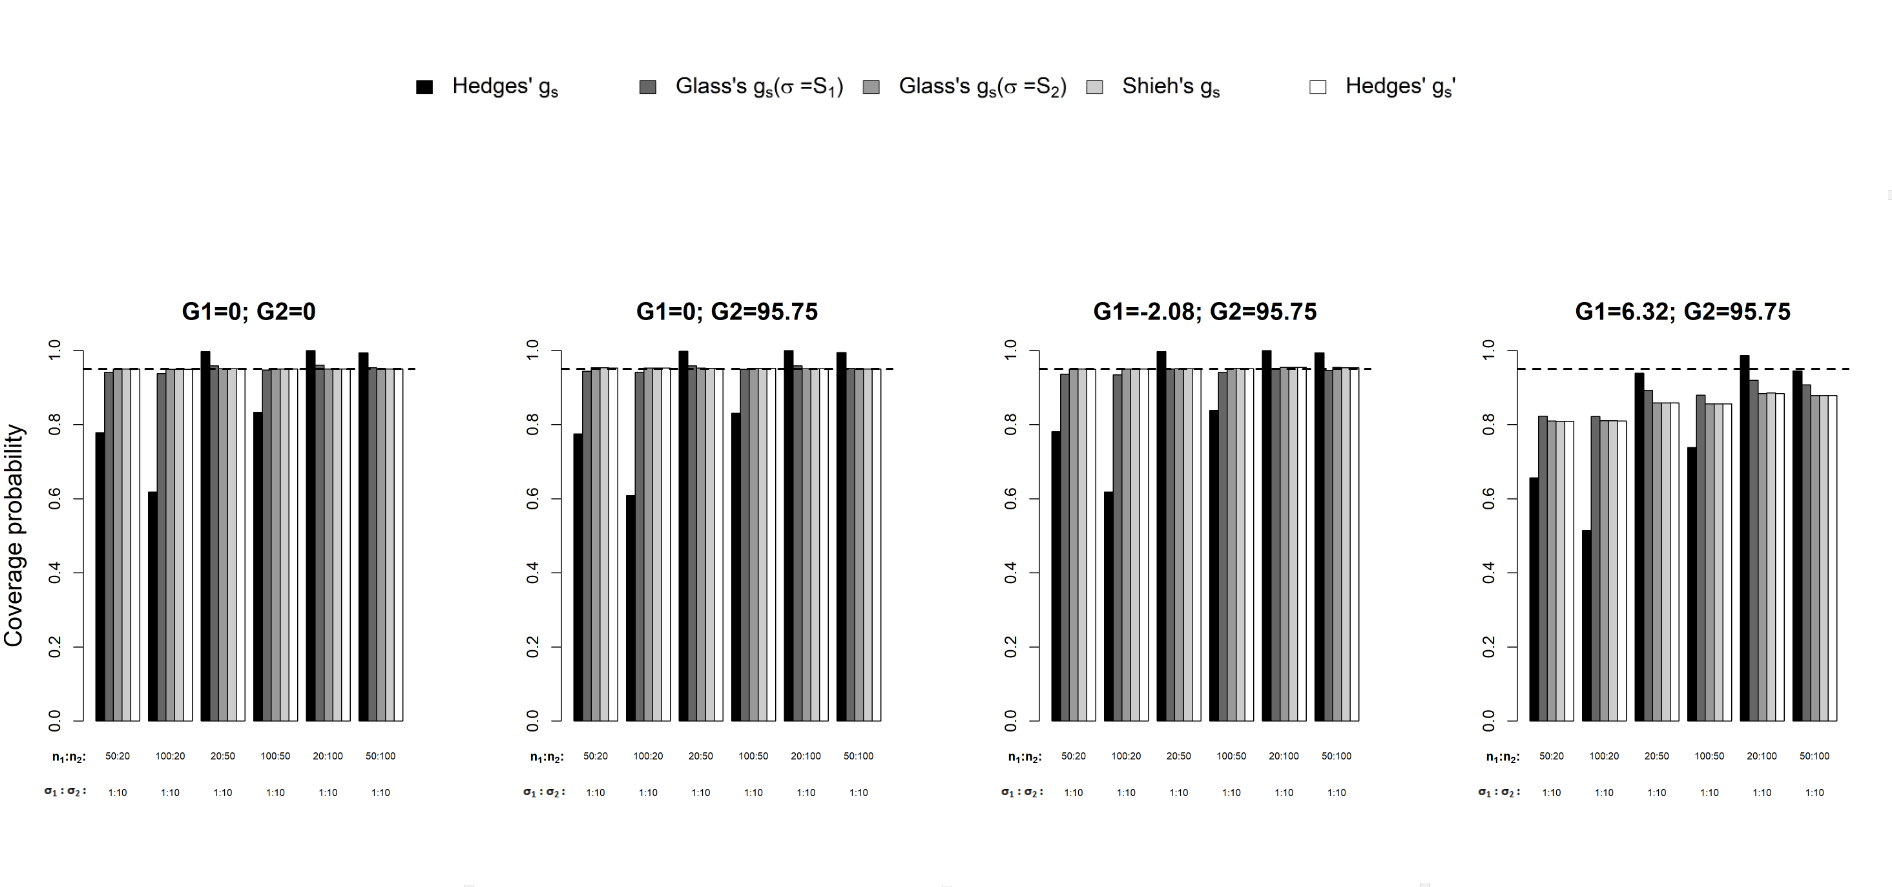 Hedges' gs
Glass's gs(σ =S1)
Glass's gs(σ =S2)
Shieh's gs
Hedges' gs'
G1=0; G2=0
G1=0; G2=95.75
G1=-2.08; G2=95.75
G1=6.32; G2=95.75
Coverage probability
1.0
0.8
0.6
0.4
0.2
0.0
1.0
0.8
0.6
0.4
0.2
0.0
1.0
0.8
0.6
0.4
0.2
0.0
1.0
0.8
0.6
0.4
0.2
0.0
n1:n2: 50:20 100:20 20:50 100:50 20:100 50:100
σ1 : σ2 : 1:10 1:10 1:10 1:10 1:10 1:10
n1:n2: 50:20 100:20 20:50 100:50 20:100 50:100
σ1 : σ2 : 1:10 1:10 1:10 1:10 1:10 1:10
n1:n2: 50:20 100:20 20:50 100:50 20:100 50:100
σ1 : σ2 : 1:10 1:10 1:10 1:10 1:10 1:10
n1:n2: 50:20 100:20 20:50 100:50 20:100 50:100
σ1 : σ2 : 1:10 1:10 1:10 1:10 1:10 1:10